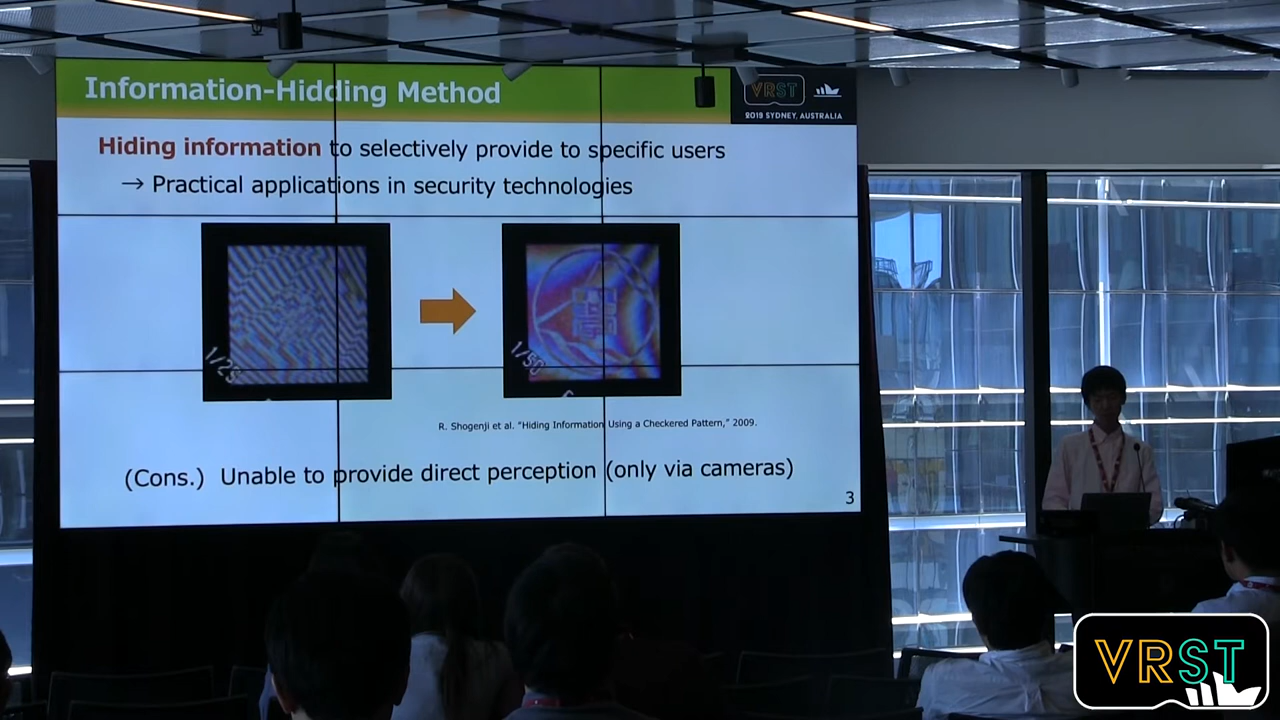 Information-Hidding Method
VRST
2019 SYDNEY, AUSTRALIA
Hiding information to selectively provide to specific users
→ Practical applications in security technologies
1/25
1/50
R. Shogenji et al. “Hiding Information Using a Checkered Pattern,” 2009.
(Cons.) Unable to provide direct perception (only via cameras)
3
VRST